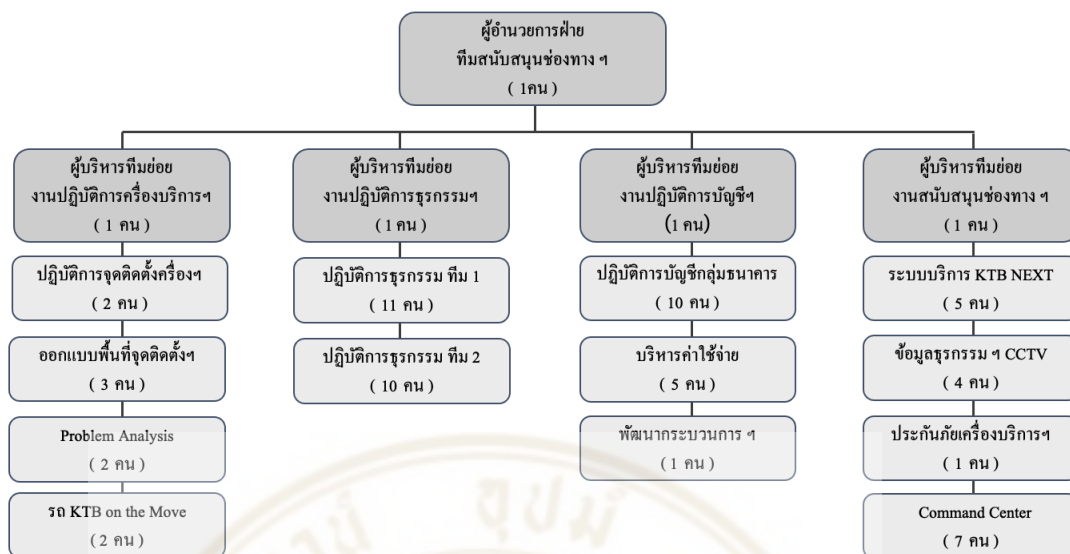 ผู้อำนวยการฝ่าย
ทีมสนับสนุนช่องทาง ฯ
( 1คน )
ผู้บริหารทีมย่อย
งานปฏิบัติการครื่องบริการฯ
( 1 คน )
ปฏิบัติการจุดติดตั้งครื่องฯ
( 2 คน )
ออกแบบพื้นที่จุดติดตั้งฯ
( 3 คน )
Problem Analysis
( 2 คน )
รถ KTB on the Move
( 2 คน )
ผู้บริหารทีมย่อย
งานปฏิบัติการธุรกรรมฯ
( 1 คน )
ปฏิบัติการธุรกรรม ทีม 1
( 11 คน )
ปฏิบัติการธุรกรรม ทีม 2
( 10 คน )
ผู้บริหารทีมย่อย
งานปฏิบัติการบัญชีฯ
(1 คน)
ปฏิบัติการบัญชีกลุ่มธนาคาร
( 10 คน )
บริหารค่าใช้จ่าย
( 5 คน )
พัฒนากระบวนการ ฯ
( 1 คน )
ผู้บริหารทีมย่อย
งานสนับสนุนช่องทาง ฯ
( 1 คน )
ระบบบริการ KTB NEXT
( 5 คน )
ข้อมูลธุรกรรม ฯ CCTV
( 4 คน )
ประกันภัยเครื่องบริการฯ
( 1 คน )
Command Center
( 7 คน )
อุปม